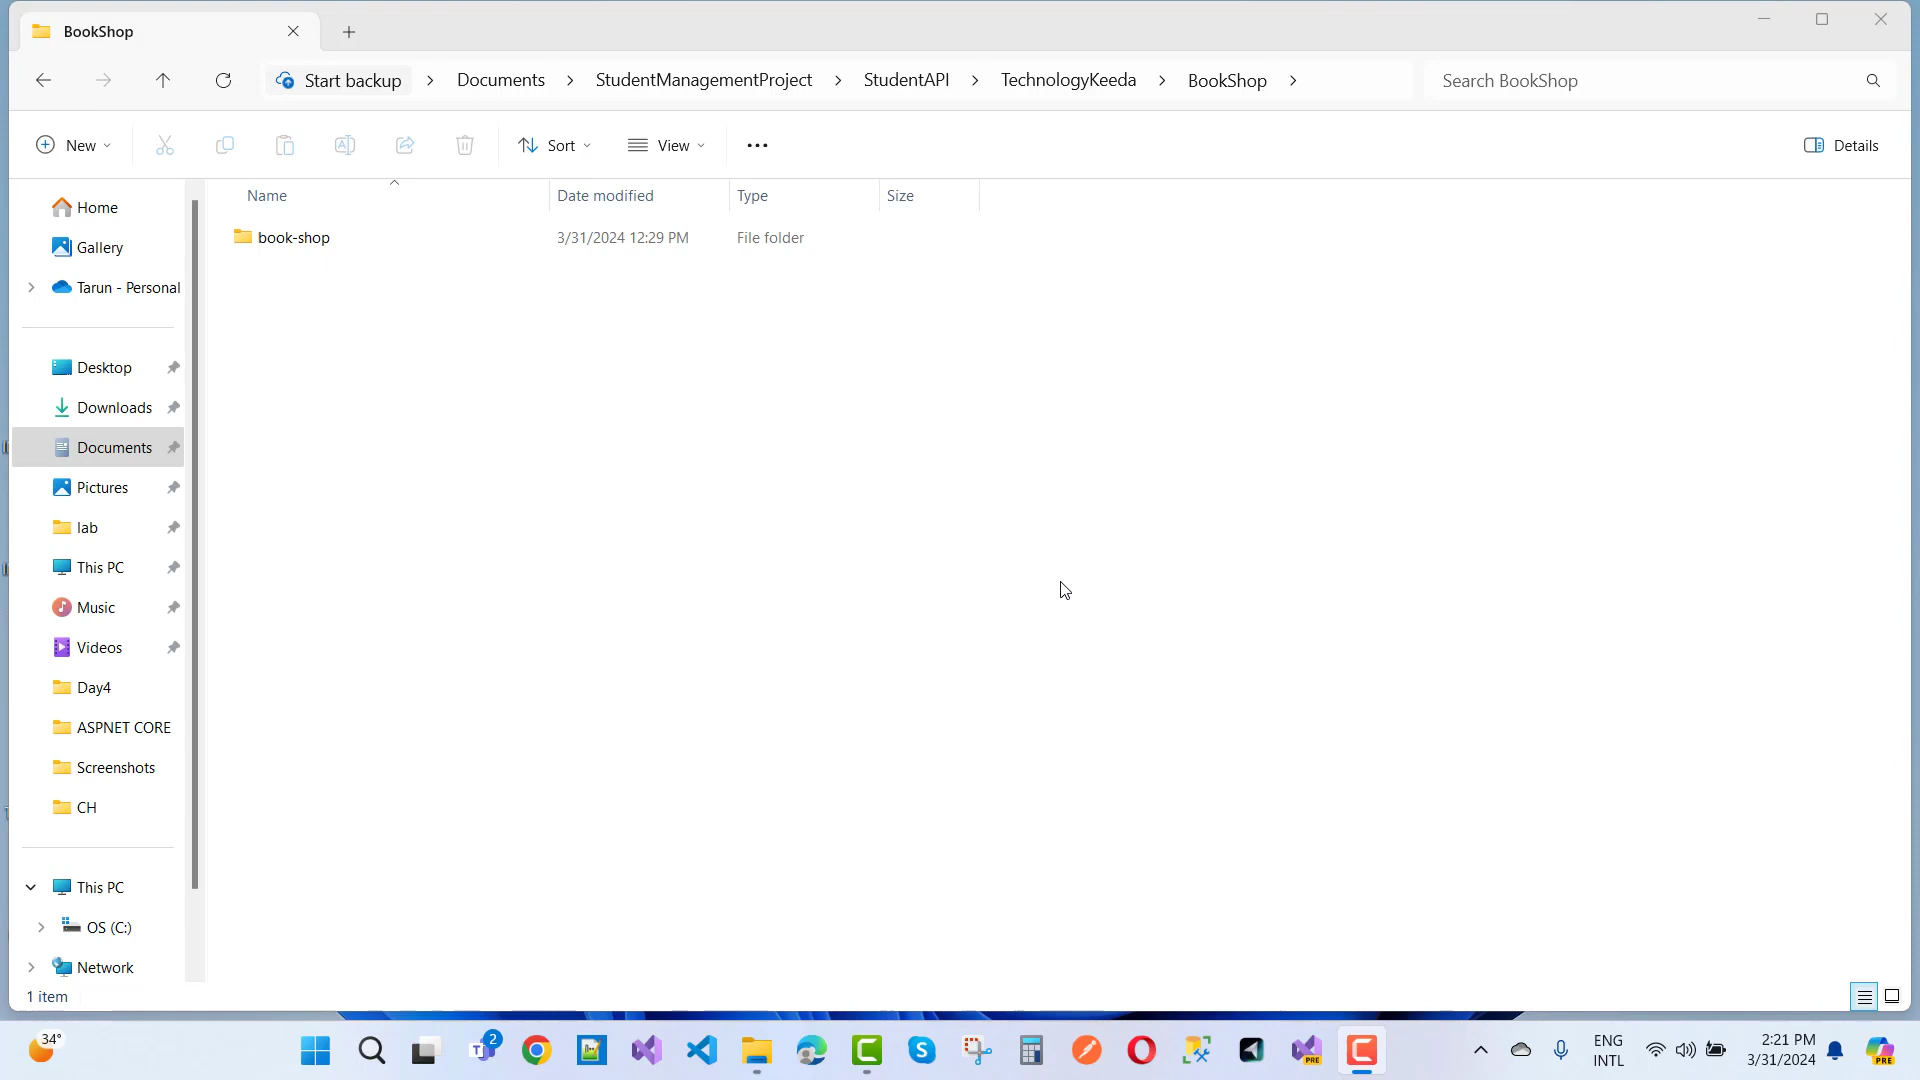 BookShop
Start backup
Documents
StudentManagementProject
StudentAPI
TechnologyKeeda
BookShop
Search BookShop
New
Sort
View
Details
Name
Date modified
Type
Size
book-shop
3/31/2024 12:29 PM
File folder
Home
Gallery
Tarun - Personal
Desktop
Downloads
Documents
Pictures
lab
This PC
Music
Videos
Day4
ASPNET CORE
Screenshots
CH
This PC
OS (C:)
Network
1 item
34°
2
PRE
ENG
INTL
2:21 PM
3/31/2024
PRE